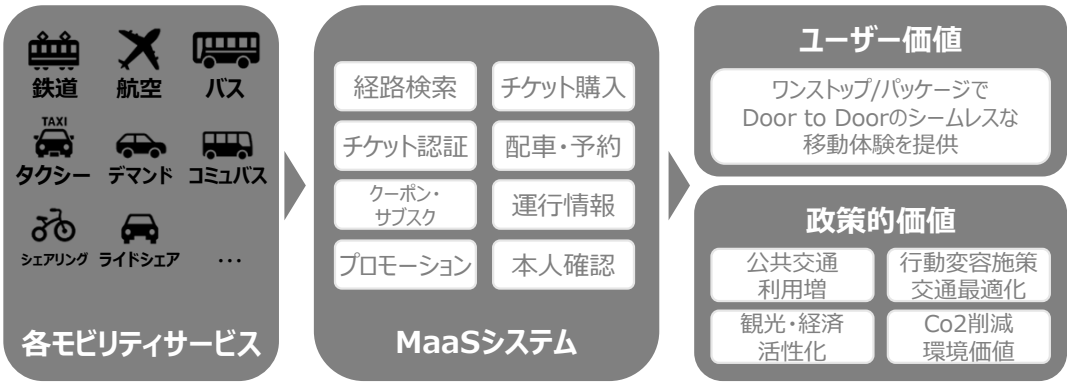 鉄道
航空
バス
TAXI
タクシー
デマンド
コミュバス
シェアリング
ライドシェア
...
各モビリティサービス
経路検索
チケット購入
チケット認証
配車・予約
クーポン・
サブスク
運行情報
プロモーション
本人確認
MaaSシステム
ユーザー価値
ワンストップ/パッケージで
Door to Doorのシームレスな
移動体験を提供
政策的価値
公共交通
利用増
行動変容施策
交通最適化
観光・経済
活性化
Co2削減
環境価値